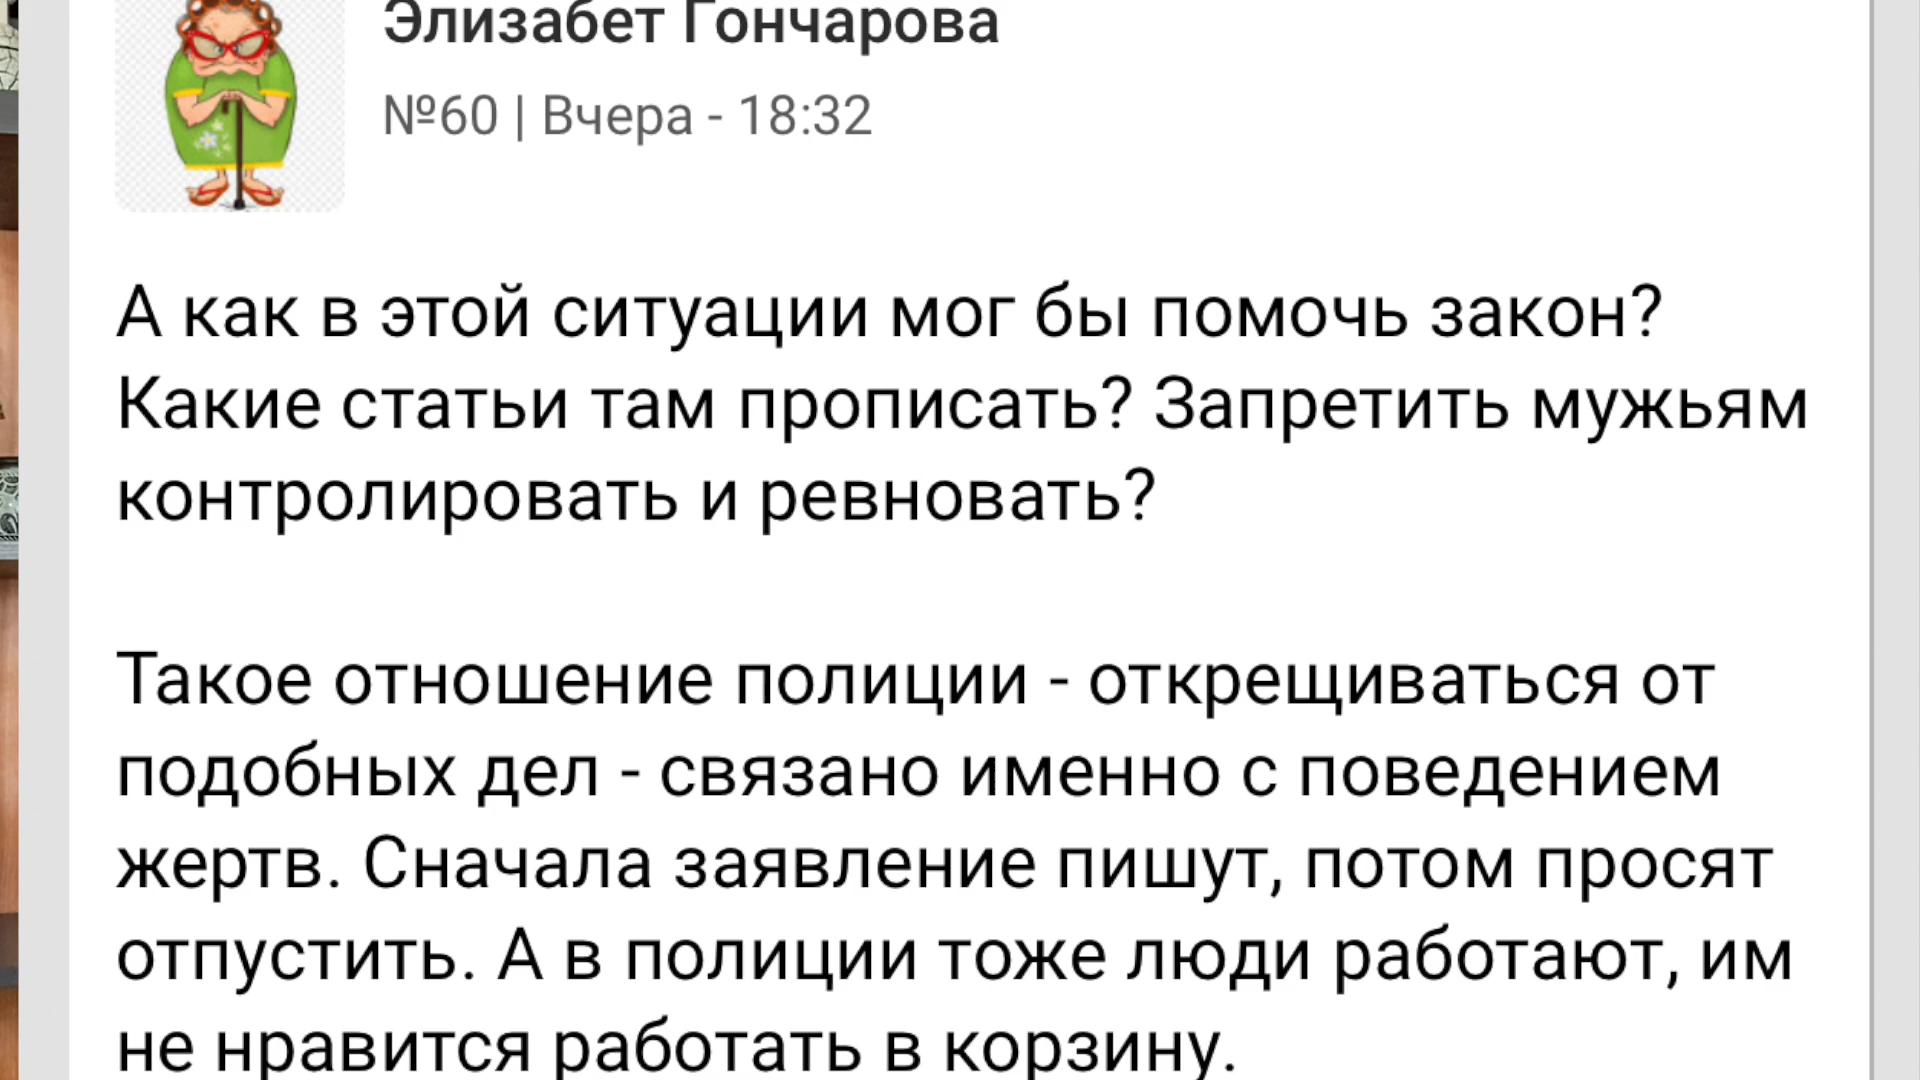 Элизабет Гончарова
№60 | Вчера - 18:32
А как в этой ситуации мог бы помочь закон?
Какие статьи там прописать? Запретить мужьям
контролировать и ревновать?
Такое отношение полиции - открещиваться от
подобных дел - связано именно с поведением
жертв. Сначала заявление пишут, потом просят
отпустить. А в полиции тоже люди работают, им
не нравится работать в корзину.